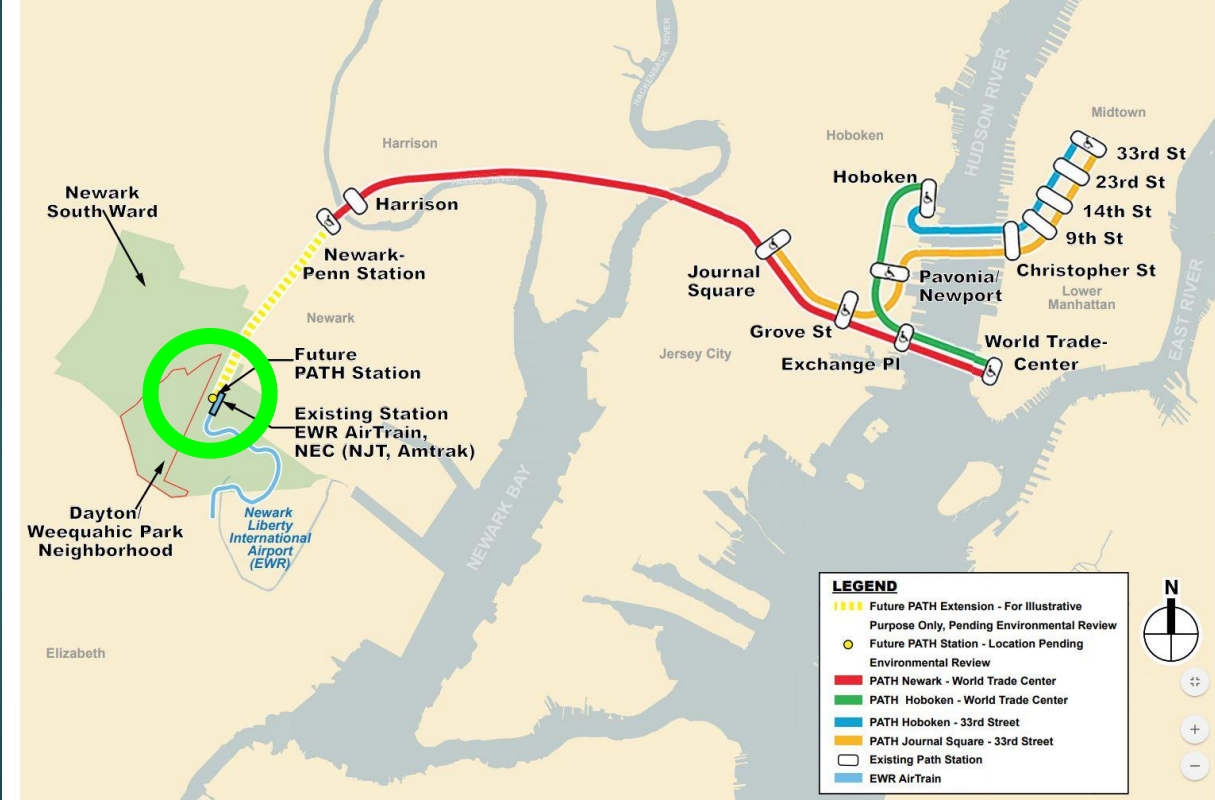 HACKENSACK RIVER
HUDSON RIVER
Midtown
Hoboken
Harrison
33rd St
Hoboken
PASSAIC RIVER
23rd St
Newark
South Ward
Harrison
14th St
9th St
Newark-
Penn Station
Journal
Square
Pavonia/
Newport
Christopher St
Lower
Manhattan
EAST RIVER
Newark
Grove St
Jersey City
Exchange Pl
World Trade-
Center
Future
PATH Station
Existing Station
EWR AirTrain,
NEC (NJT, Amtrak)
Dayton/
Weequahic Park
Neighborhood
Newark
Liberty
International
Airport
(EWR)
NEWARK BAY
Elizabeth
LEGEND
Future PATH Extension - For Illustrative
Purpose Only, Pending Environmental Review
Future PATH Station - Location Pending
Environmental Review
PATH Newark - World Trade Center
PATH Hoboken - World Trade Center
PATH Hoboken - 33rd Street
PATH Journal Square - 33rd Street
Existing Path Station
EWR AirTrain
N